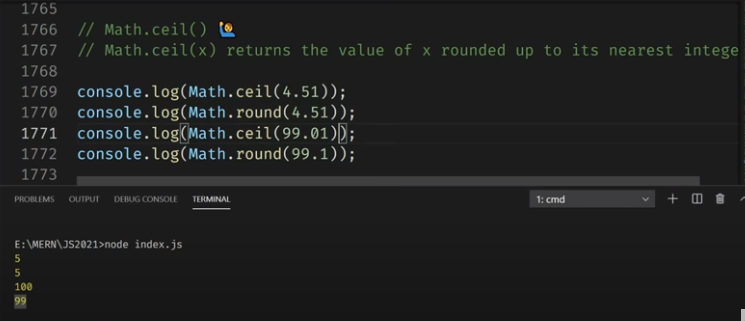 1765
1766 // Math.ceil() 🙋
1767 // Math.ceil(x) returns the value of x rounded up to its nearest intege
1768
1769 console.log(Math.ceil(4.51));
1770 console.log(Math.round(4.51));
1771 console.log(Math.ceil(99.01));
1772 console.log(Math.round(99.1));
1773
PROBLEMS OUTPUT DEBUG CONSOLE TERMINAL 1: cmd
E:\MERN\JS2021>node index.js
5
5
100
99